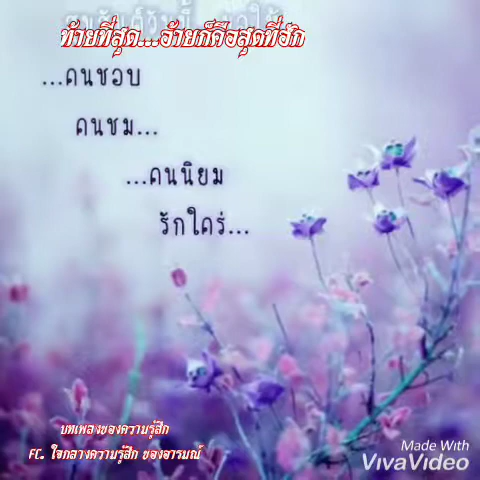 ท้ายที่สุด...อ้ายก็คือสุดที่รัก
...คนชอบ
คนชม...
...คนนิยม
รักใคร่...
บทเพลงของความรู้สึก
FC. ใจกลางความรู้สึก ของอารมณ์
Made With
VivaVideo